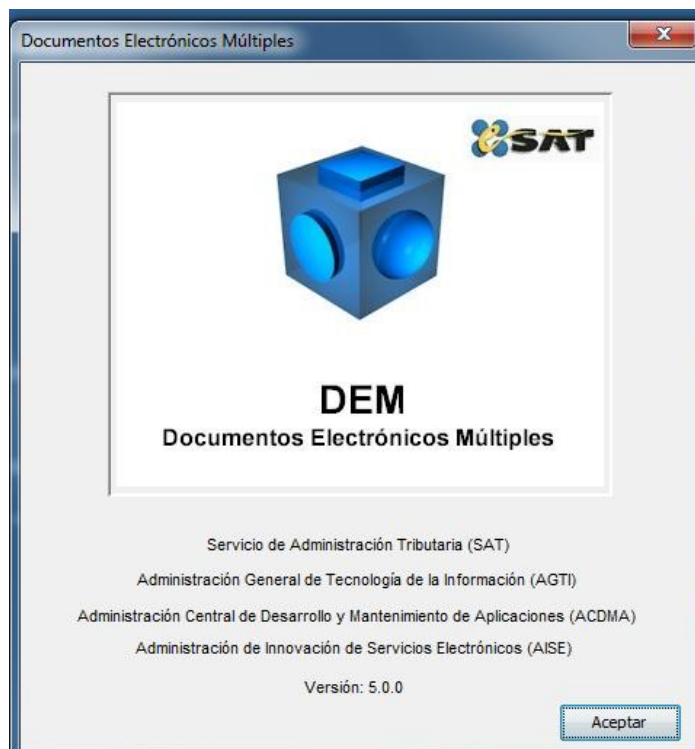 Documentos Electrónicos Múltiples
eSAT
DEM
Documentos Electrónicos Múltiples
Servicio de Administración Tributaria (SAT)
Administración General de Tecnología de la Información (AGTI)
Administración Central de Desarrollo y Mantenimiento de Aplicaciones (ACDMA)
Administración de Innovación de Servicios Electrónicos (AISE)
Versión: 5.0.0
Aceptar